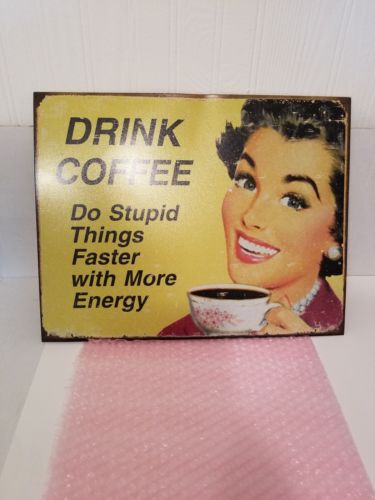 DRINK
COFFEE
Do Stupid
Things
Faster
with More
Energy